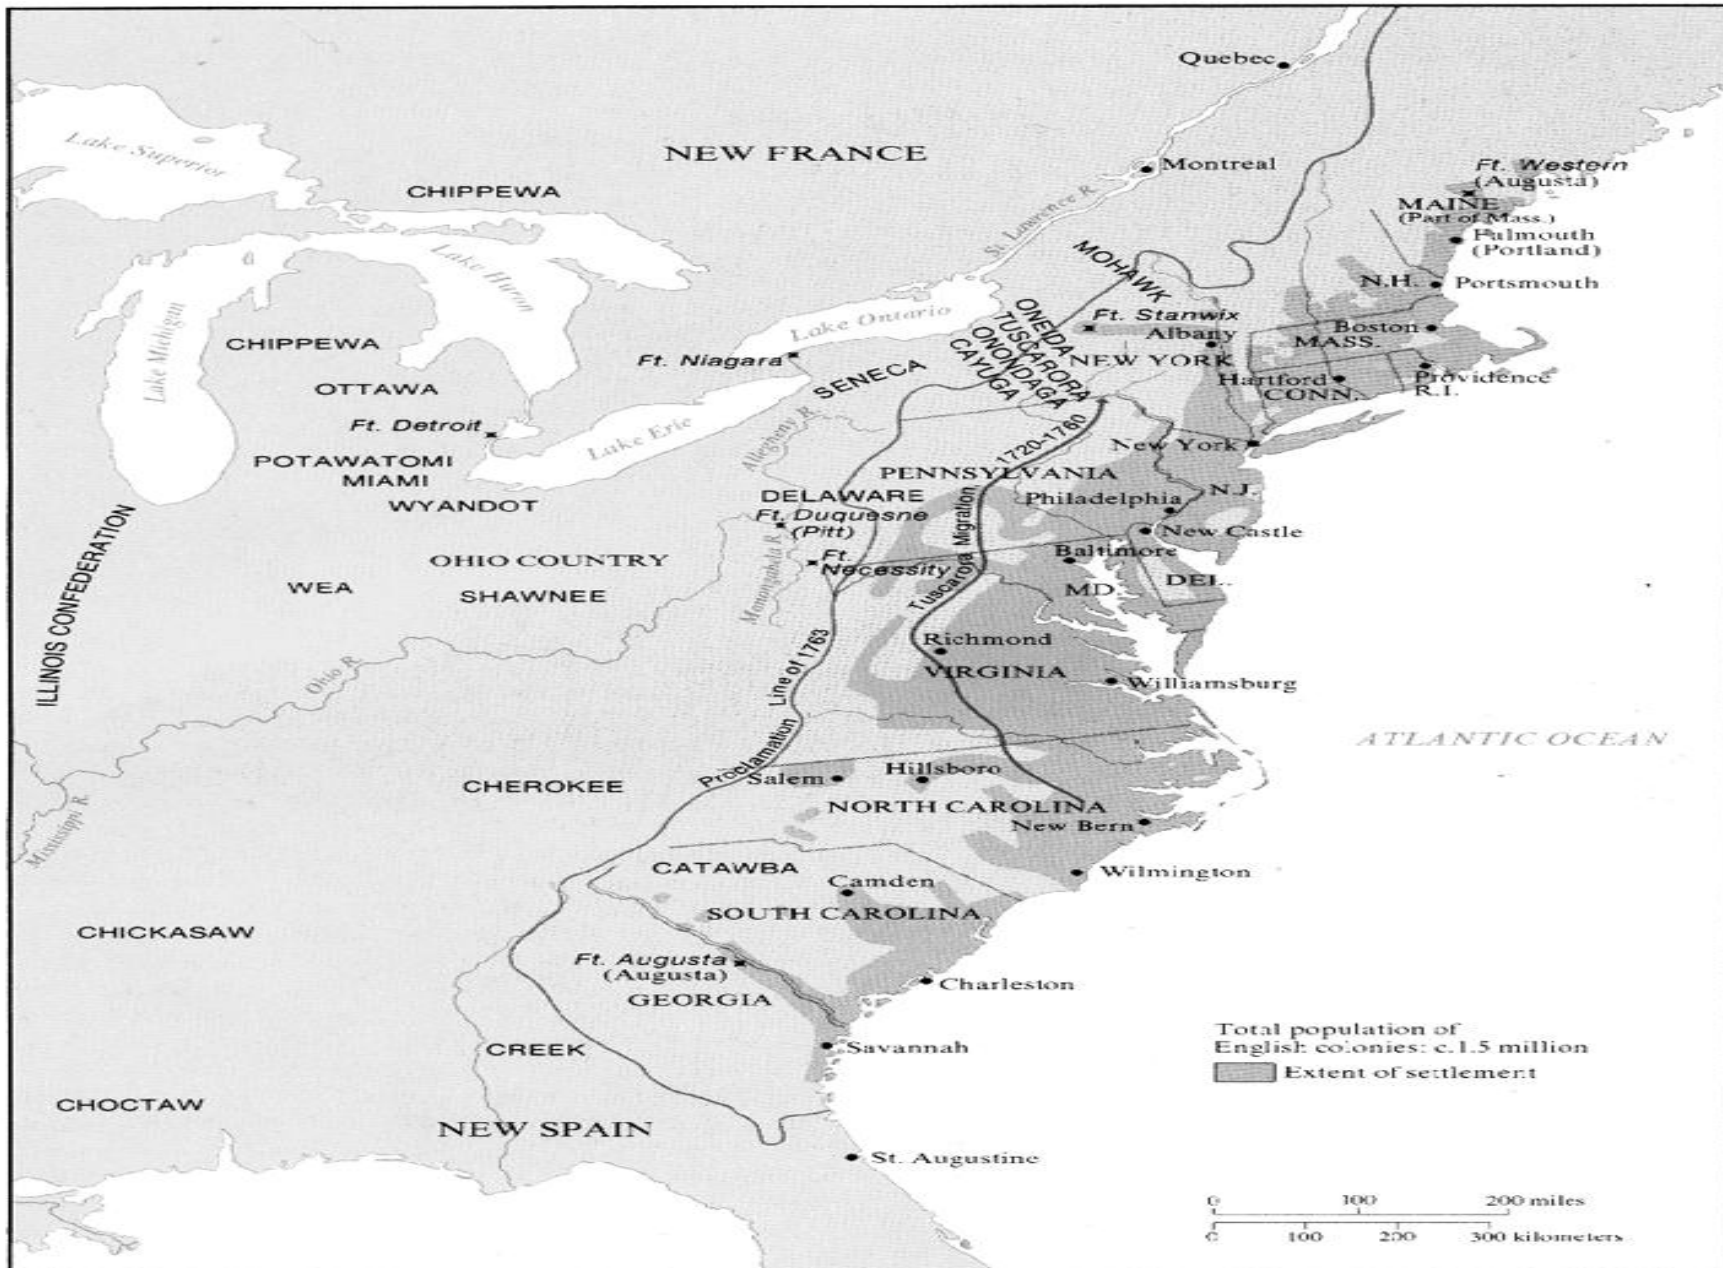 Quebec
NEW FRANCE
Lake Superior
Montreal
Ft. Western
(Augusta)
CHIPPEWA
MAINE
(Part of Mass.)
Falmouth
(Portland)
St. Lawrence R.
Lake Huron
MOHAWK
N.H.
Portsmouth
Lake Michigan
ONEIDA
TUSCARORA
ONONDAGA
CAYUGA
Ft. Stanwix
Albany
Boston
MASS.
Lake Ontario
CHIPPEWA
Ft. Niagara
SENECA
NEW YORK
Hartford
CONN.
Providence
R.I.
OTTAWA
Ft. Detroit
Lake Erie
Allegheny R.
1720-1760
New York
POTAWATOMI
MIAMI
WYANDOT
PENNSYLVANIA
DELAWARE
Philadelphia
N.J.
Ft. Duquesne
(Pitt)
New Castle
ILLINOIS CONFEDERATION
OHIO COUNTRY
Ft.
Necessity
Monongahela R.
Tuscarora Migration
Baltimore
MD.
DEL.
WEA
SHAWNEE
Richmond
VIRGINIA
Williamsburg
Ohio R.
Proclamation Line of 1763
ATLANTIC OCEAN
CHEROKEE
Salem
Hillsboro
NORTH CAROLINA
New Bern
Mississippi R.
CATAWBA
Camden
Wilmington
SOUTH CAROLINA
CHICKASAW
Ft. Augusta
(Augusta)
GEORGIA
Charleston
CREEK
Savannah
CHOCTAW
NEW SPAIN
St. Augustine
Total population of
English colonies: c.1.5 million
Extent of settlement
0 100 200 miles
0 100 200 300 kilometers